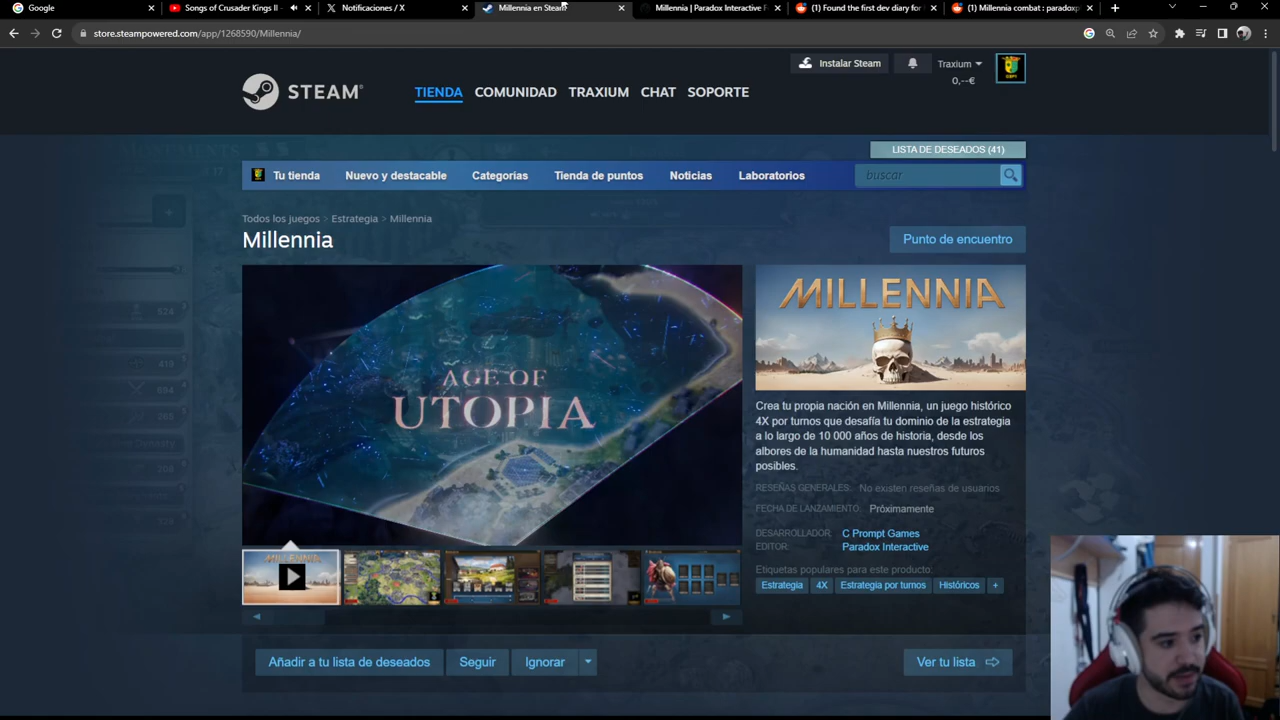 Google
Songs of Crusader Kings II
Notificaciones / X
Millennia en Steam
Millennia | Paradox Interactive F
(1) Found the first dev diary for
(1) Millennia combat : paradoxp
store.steampowered.com/app/1268590/Millennia/
Instalar Steam
Traxium
0,--€
STEAM®
TIENDA
COMUNIDAD
TRAXIUM
CHAT
SOPORTE
LISTA DE DESEADOS (41)
Tu tienda
Nuevo y destacable
Categorías
Tienda de puntos
Noticias
Laboratorios
buscar
Todos los juegos > Estrategia > Millennia
Millennia
Punto de encuentro
AGE OF
UTOPIA
MILLENNIA
Crea tu propia nación en Millennia, un juego histórico
4X por turnos que desafía tu dominio de la estrategia
a lo largo de 10 000 años de historia, desde los
albores de la humanidad hasta nuestros futuros
posibles.
RESEÑAS GENERALES: No existen reseñas de usuarios
FECHA DE LANZAMIENTO: Próximamente
DESARROLLADOR: C Prompt Games
EDITOR: Paradox Interactive
Etiquetas populares para este producto:
Estrategia
4X
Estrategia por turnos
Históricos
+
Añadir a tu lista de deseados
Seguir
Ignorar
Ver tu lista